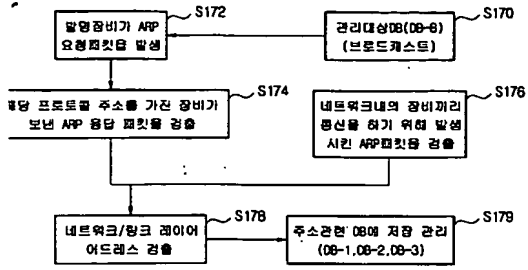 S172
발명장비가 ARP
요청패킷을 발생
S170
관리대상DB(DB-6)
(브로드캐스트)
S174
해당 프로토콜 주소를 가진 장비가
보낸 ARP 응답 패킷을 검출
S176
네트워크내의 장비끼리
통신을 하기 위해 발생
시킨 ARP패킷을 검출
S178
네트워크/링크 레이어
어드레스 검출
S179
주소관련 DB에 저장 관리
(DB-1,DB-2,DB-3)